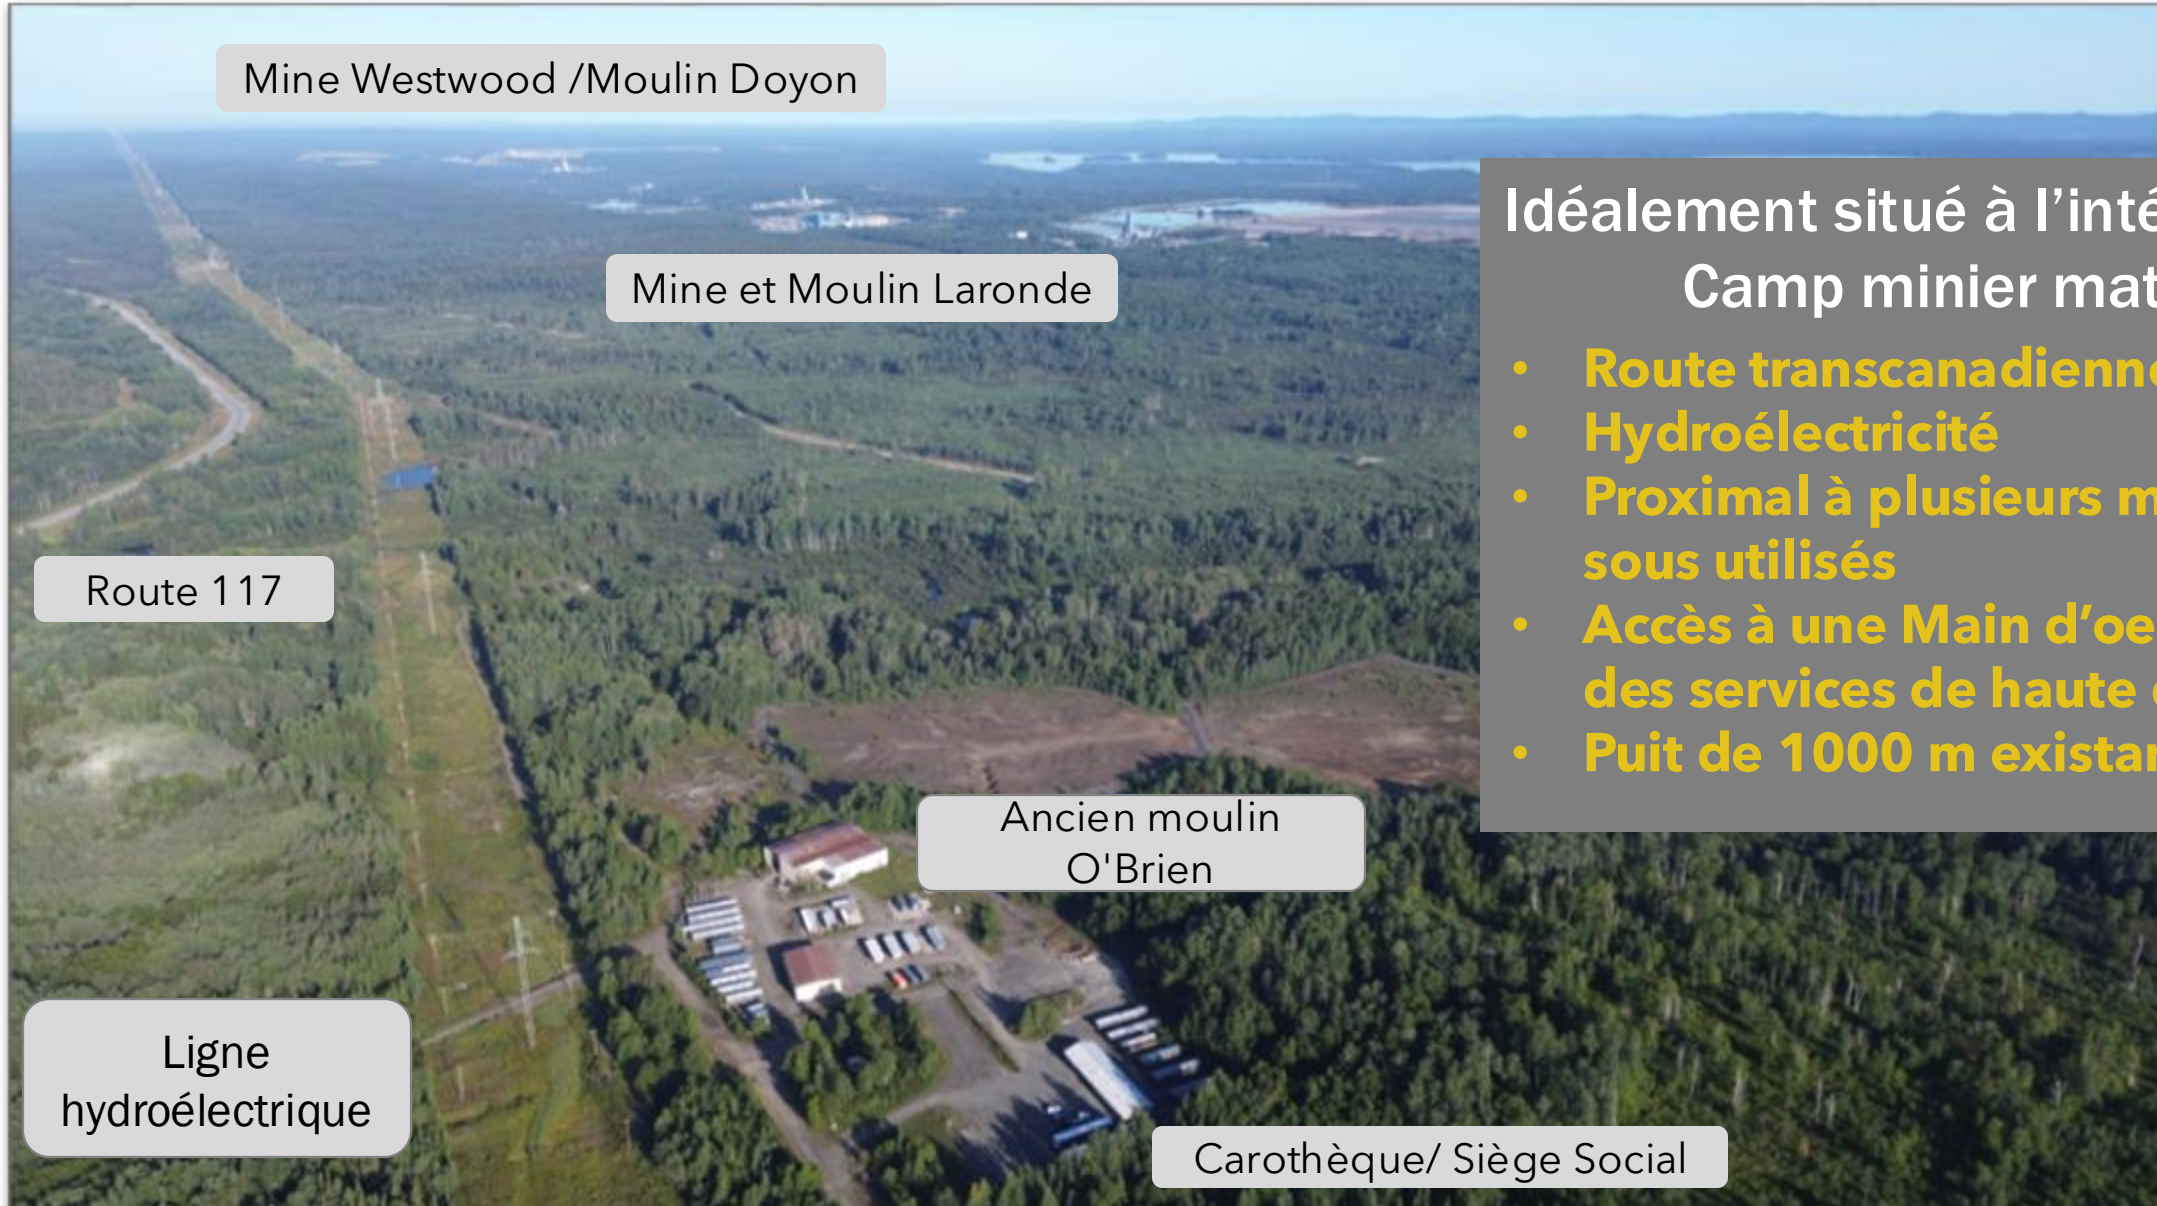 Mine Westwood /Moulin Doyon
Idéalement situé à l'inté
Camp minier mat
Mine et Moulin Laronde
• Route transcanadienne
• Hydroélectricité
• Proximal à plusieurs m
sous utilisés
• Accès à une Main d'oe
des services de haute
• Puit de 1000 m existan
Route 117
Ancien moulin
O'Brien
Ligne
hydroélectrique
Carothèque/ Siège Social